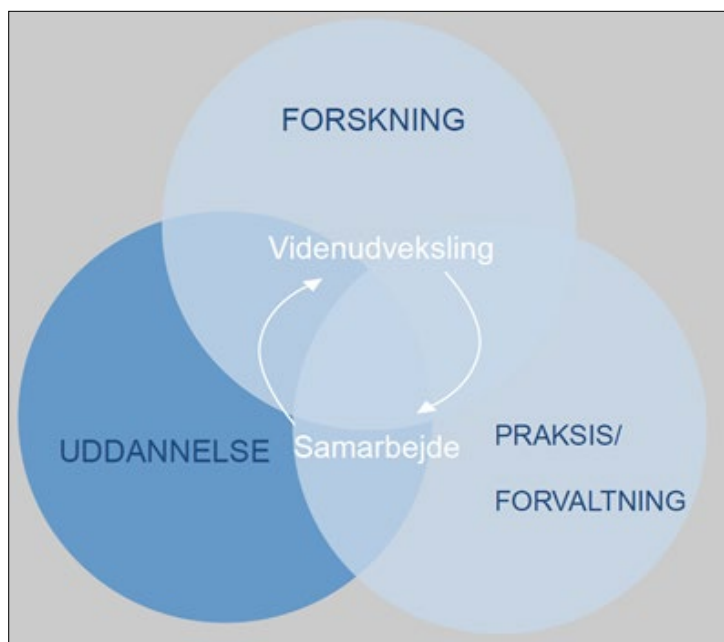 FORSKNING
Videnudveksling
UDDANNELSE
Samarbejde
PRAKSIS/
FORVALTNING